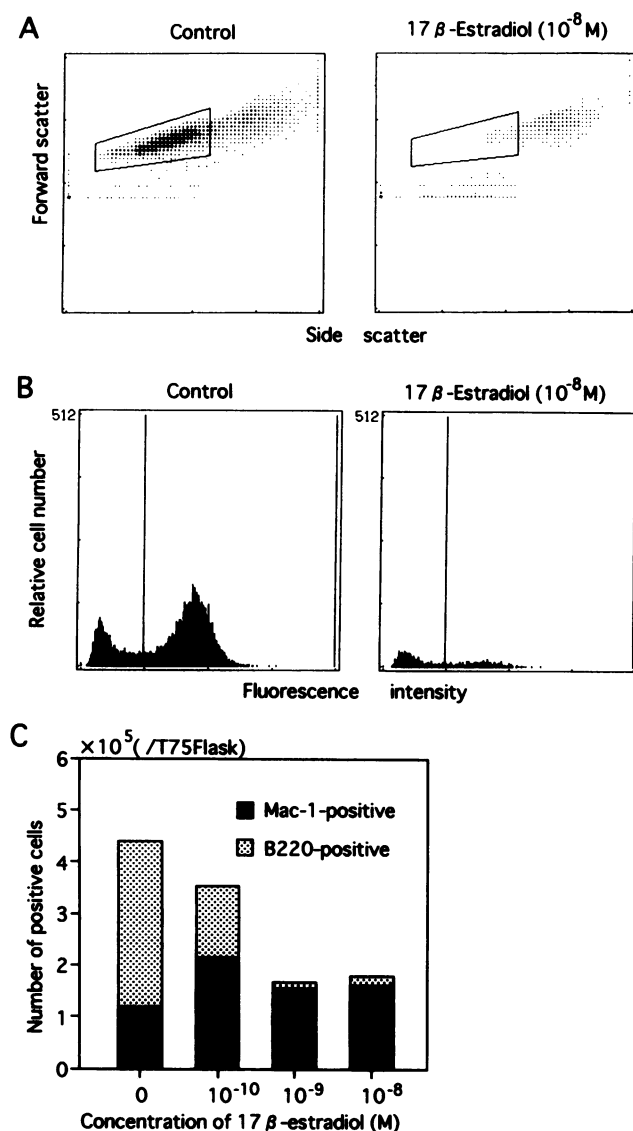 A
Control
17 β-Estradiol (10⁻⁸M)
Forward scatter
Side scatter
B
Control
17 β-Estradiol (10⁻⁸M)
512
512
Relative cell number
Fluorescence intensity
C
×10⁵( /T75Flask)
6
5
4
3
2
1
0
Number of positive cells
Mac-1-positive
B220-positive
0 10⁻¹⁰ 10⁻⁹ 10⁻⁸
Concentration of 17 β-estradiol (M)